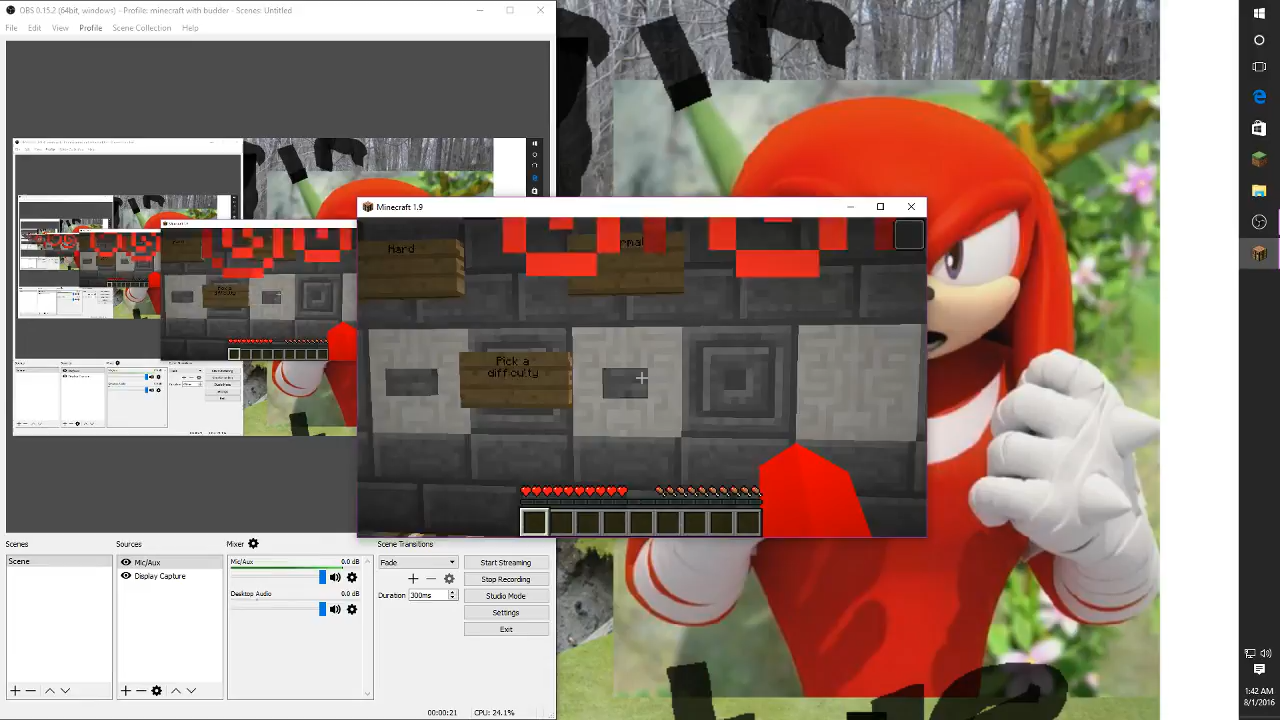 OBS 0.15.2 (64bit, windows) - Profile: minecraft with budder - Scenes: Untitled
File Edit View Profile Scene Collection Help
Minecraft 1.9
Hard
Pick a
difficulty
Scenes
Scene
Sources
Mic/Aux
Display Capture
Mixer
Mic/Aux 0.0 dB
Desktop Audio 0.0 dB
Scene Transitions
Fade
Duration 300ms
Start Streaming
Stop Recording
Studio Mode
Settings
Exit
00:00:21 CPU: 24.1%
1:42 AM
8/1/2016